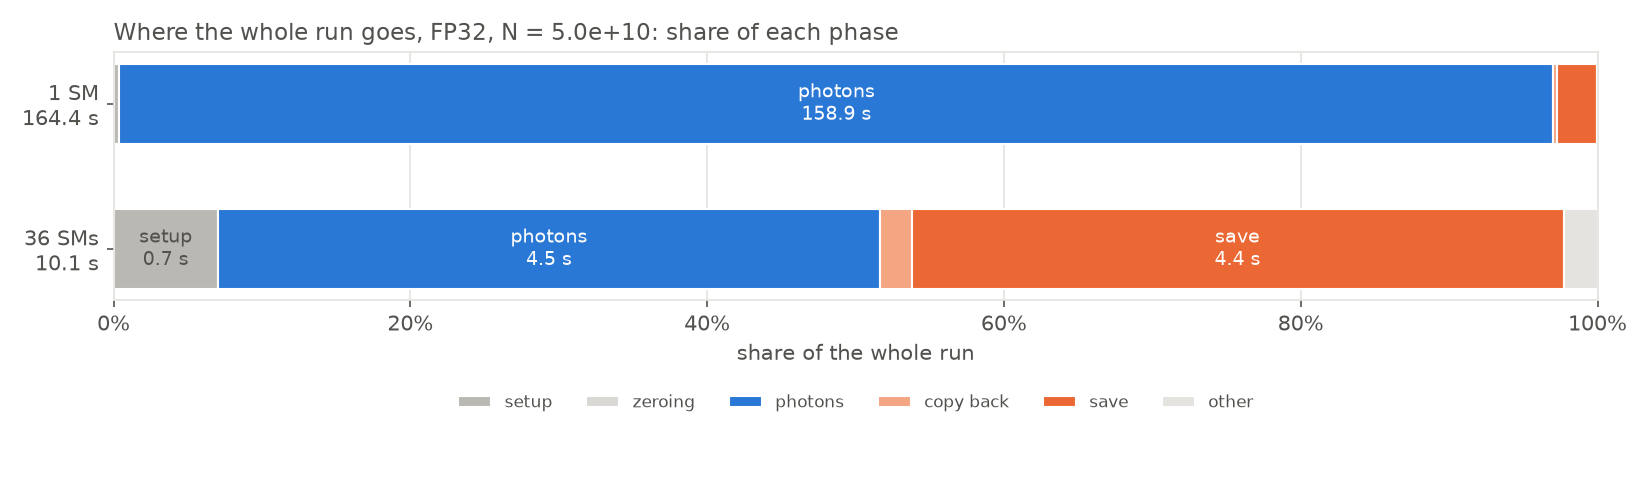 Where the whole run goes, FP32, N = 5.0e+10: share of each phase
1 SM
164.4 s
photons
158.9 s
36 SMs
10.1 s
setup
0.7 s
photons
4.5 s
save
4.4 s
0%
20%
40%
60%
80%
100%
share of the whole run
setup
zeroing
photons
copy back
save
other